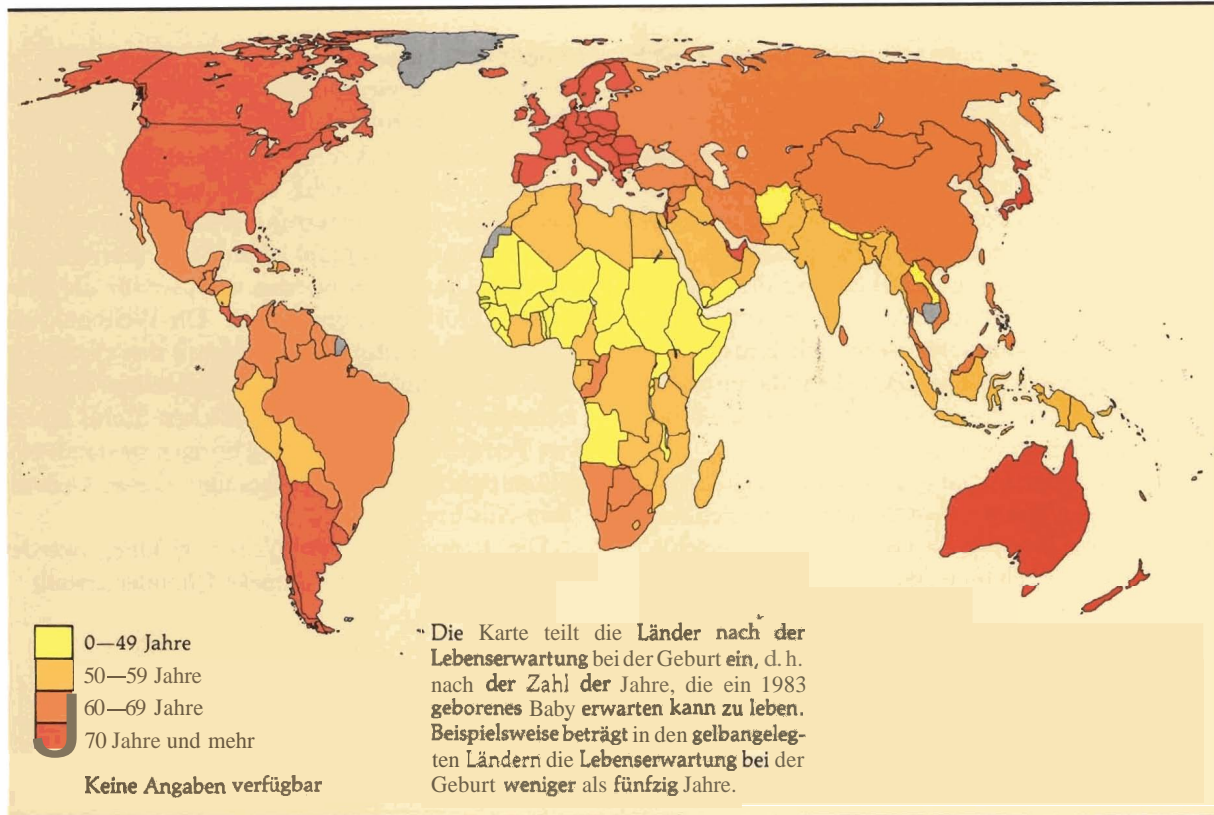 0—49 Jahre
50—59 Jahre
60—69 Jahre
70 Jahre und mehr
Keine Angaben verfügbar
Die Karte teilt die Länder nach der
Lebenserwartung bei der Geburt ein, d. h.
nach der Zahl der Jahre, die ein 1983
geborenes Baby erwarten kann zu leben.
Beispielsweise beträgt in den gelbangeleg-
ten Ländern die Lebenserwartung bei der
Geburt weniger als fünfzig Jahre.